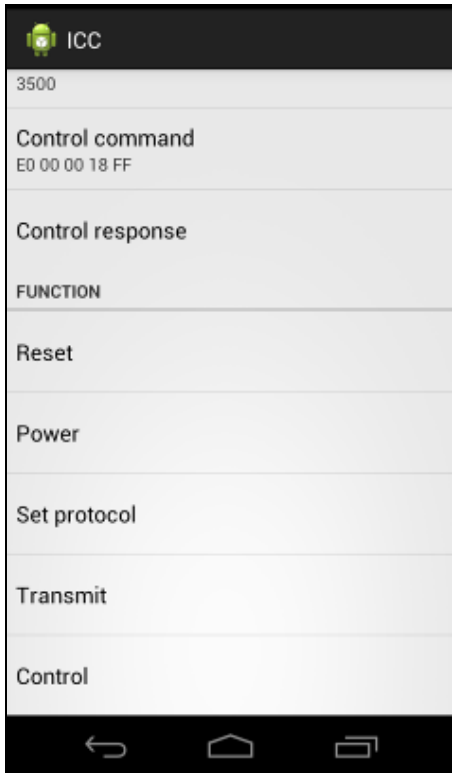 ICC
3500
Control command
E0 00 00 18 FF
Control response
FUNCTION
Reset
Power
Set protocol
Transmit
Control